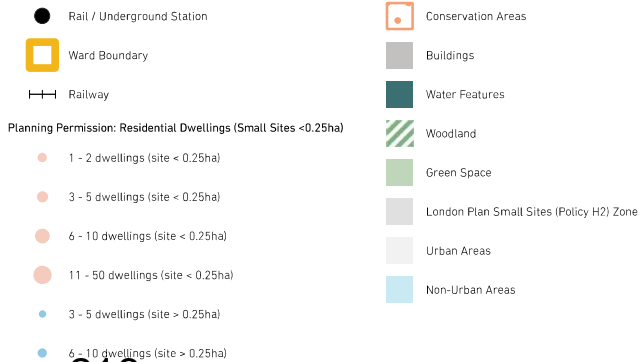 Rail / Underground Station
Ward Boundary
Railway
Planning Permission: Residential Dwellings (Small Sites <0.25ha)
1 - 2 dwellings (site < 0.25ha)
3 - 5 dwellings (site < 0.25ha)
6 - 10 dwellings (site < 0.25ha)
11 - 50 dwellings (site < 0.25ha)
3 - 5 dwellings (site > 0.25ha)
6 - 10 dwellings (site > 0.25ha)
Conservation Areas
Buildings
Water Features
Woodland
Green Space
London Plan Small Sites (Policy H2) Zone
Urban Areas
Non-Urban Areas